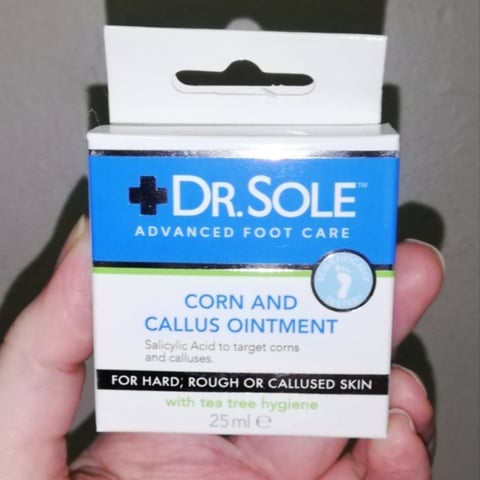 DR. SOLE™
ADVANCED FOOT CARE
CORN AND
CALLUS OINTMENT
Salicylic Acid to target corns
and calluses.
FOR HARD, ROUGH OR CALLUSED SKIN
with tea tree hygiene
25ml ℮